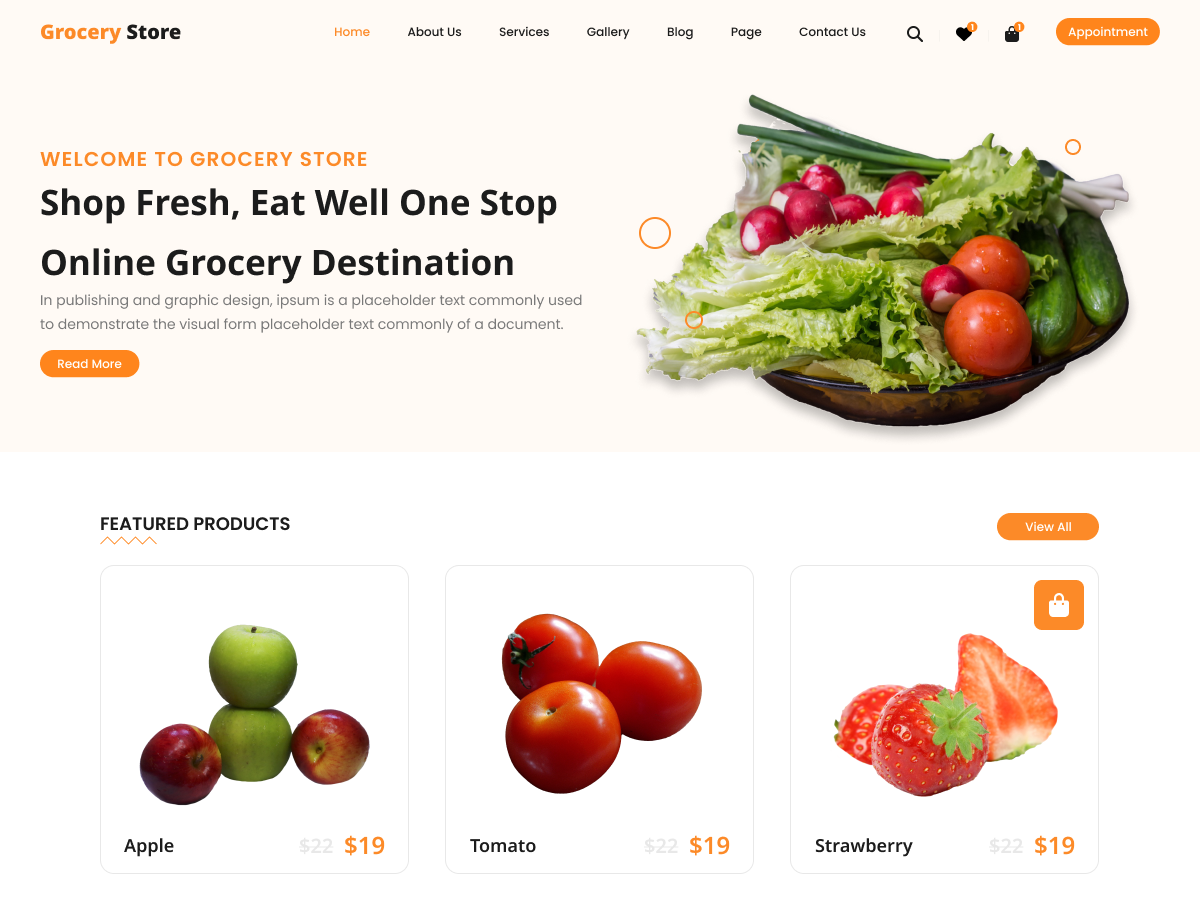 Grocery Store
Home About Us Services Gallery Blog Page Contact Us 1 1 Appointment
WELCOME TO GROCERY STORE
Shop Fresh, Eat Well One Stop
Online Grocery Destination
In publishing and graphic design, ipsum is a placeholder text commonly used
to demonstrate the visual form placeholder text commonly of a document.
Read More
FEATURED PRODUCTS
View All
Apple $22 $19
Tomato $22 $19
Strawberry $22 $19